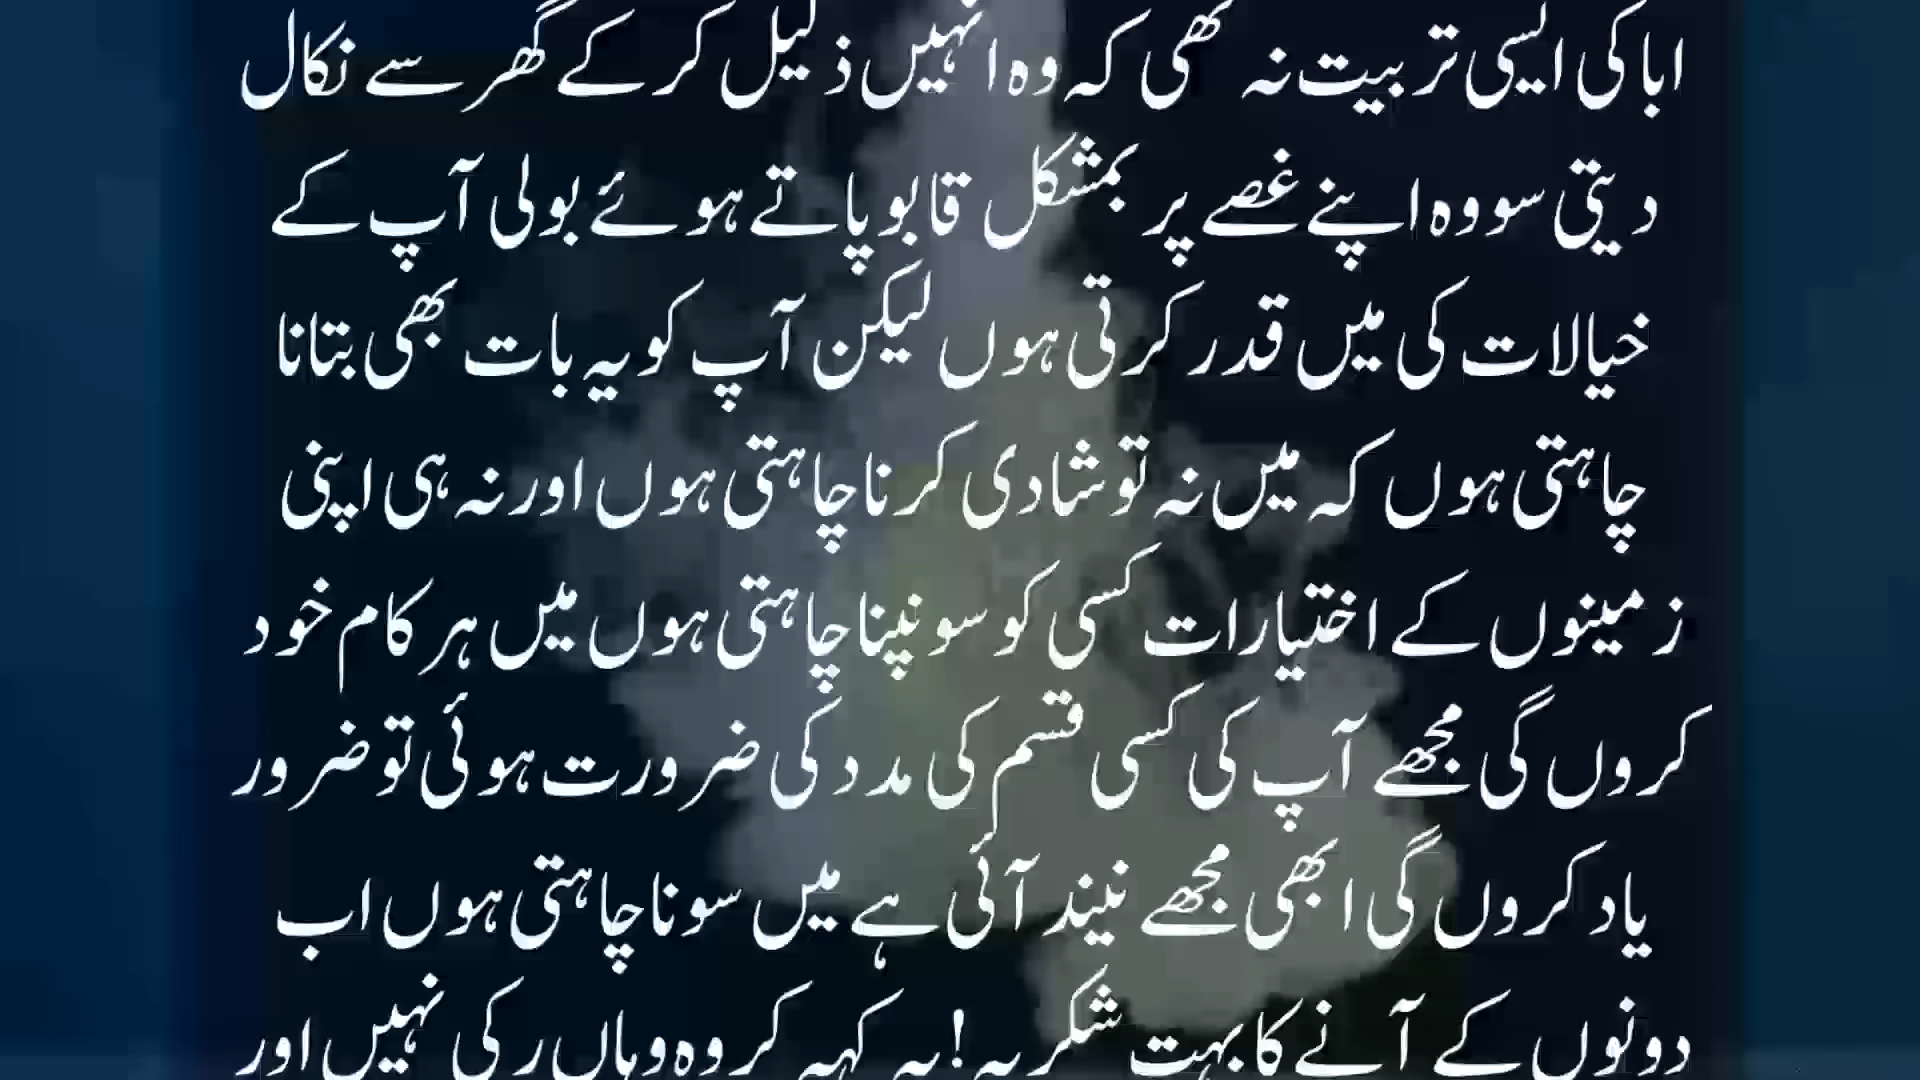 ابا کی ایسی تربیت نہ تھی کہ وہ انہیں ذلیل کر کے گھر سے نکال
دیتی سو وہ اپنے غصے پر بمشکل قابو پاتے ہوئے بولی آپ کے
خیالات کی میں قدر کرتی ہوں لیکن آپ کو یہ بات بھی بتانا
چاہتی ہوں کہ میں نہ تو شادی کرنا چاہتی ہوں اور نہ ہی اپنی
زمینوں کے اختیارات کسی کو سونپنا چاہتی ہوں میں ہر کام خود
کروں گی مجھے آپ کی کسی قسم کی مدد کی ضرورت ہوئی تو ضرور
یاد کروں گی ابھی مجھے نیند آئی ہے میں سونا چاہتی ہوں اب
دونوں کے آنے کا بہت شکریہ ! یہ کہہ کر وہ وہاں رکی نہیں اور